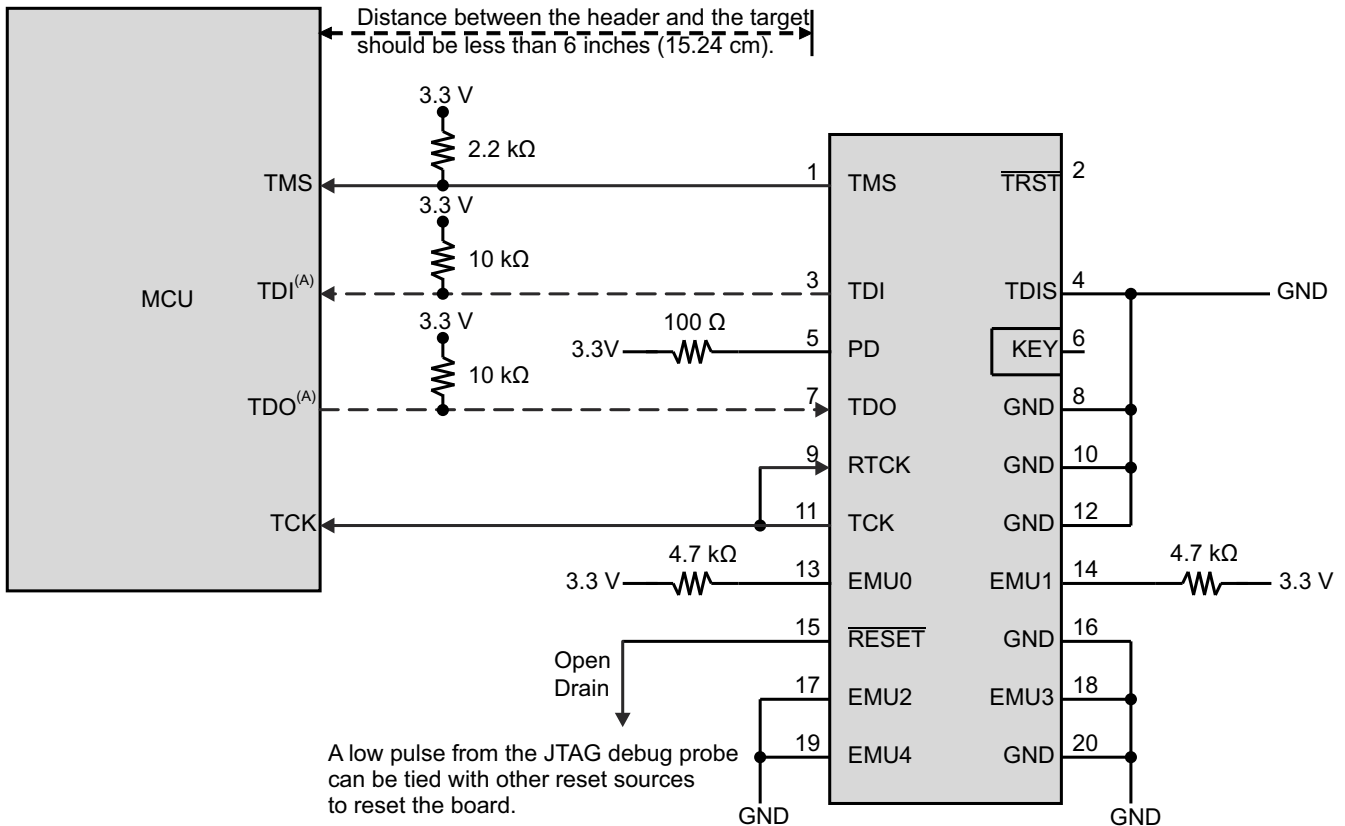 Distance between the header and the target
should be less than 6 inches (15.24 cm).
3.3 V
2.2 kΩ
TMS
1
TMS
TRST
2
3.3 V
10 kΩ
MCU
TDI(A)
3
TDI
TDIS
4
GND
3.3 V
100 Ω
3.3V
5
PD
KEY
6
10 kΩ
TDO(A)
7
TDO
GND
8
9
RTCK
GND
10
TCK
11
TCK
GND
12
4.7 kΩ
3.3 V
13
EMU0
EMU1
14
4.7 kΩ
3.3 V
15
RESET
GND
16
Open
Drain
17
EMU2
EMU3
18
A low pulse from the JTAG debug probe
can be tied with other reset sources
to reset the board.
19
EMU4
GND
20
GND
GND